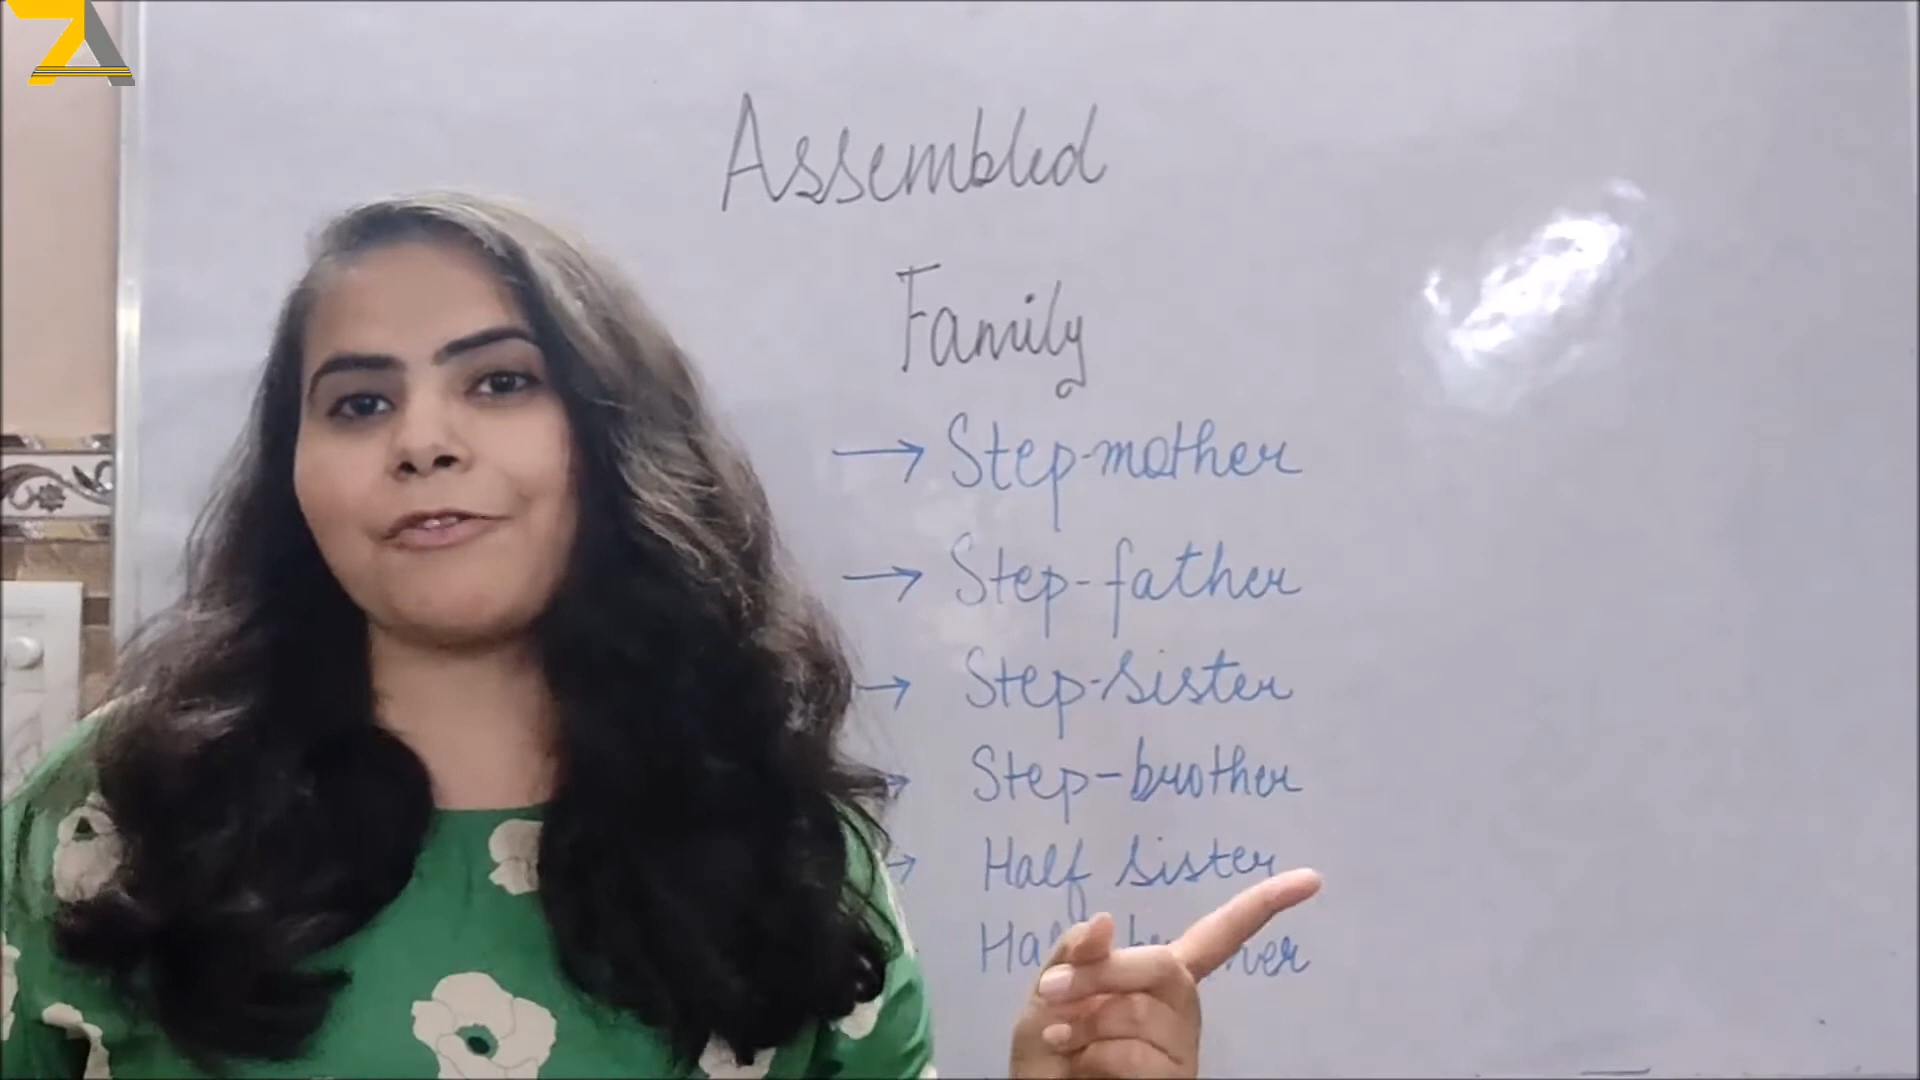 Assembled
Family
→ Step-mother
→ Step-father
→ Step-sister
→ Step-brother
→ Half sister